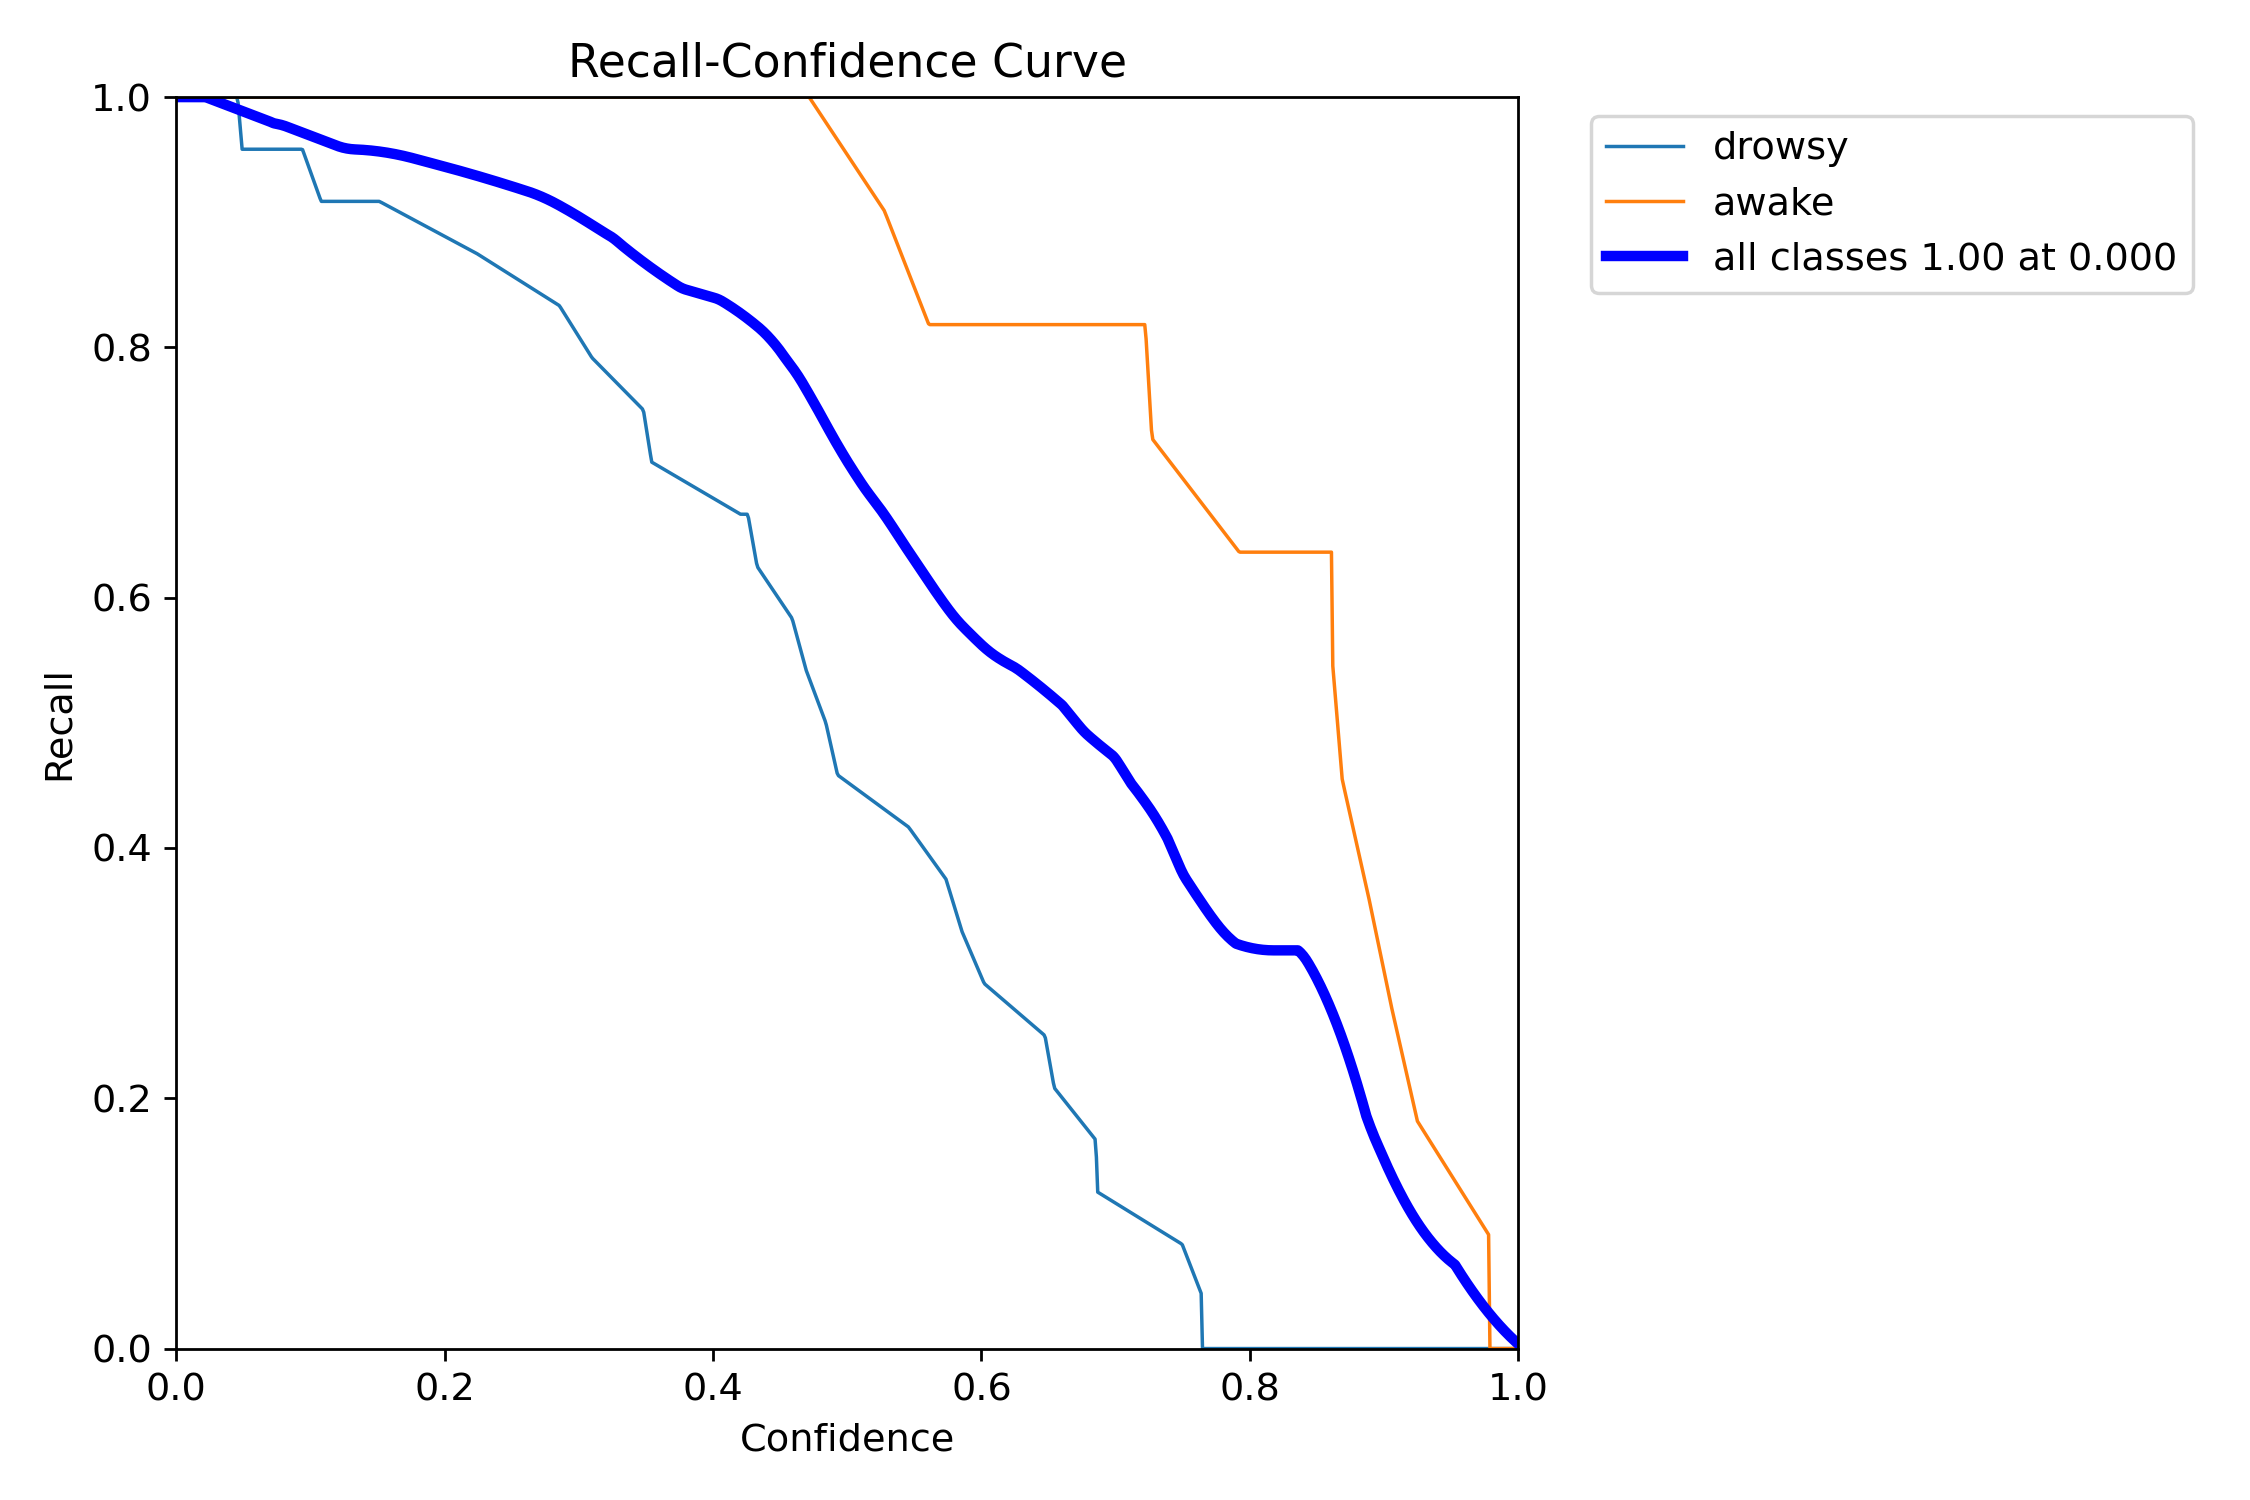 Recall-Confidence Curve
drowsy
awake
all classes 1.00 at 0.000
Recall
1.0
0.8
0.6
0.4
0.2
0.0
0.0 0.2 0.4 0.6 0.8 1.0
Confidence